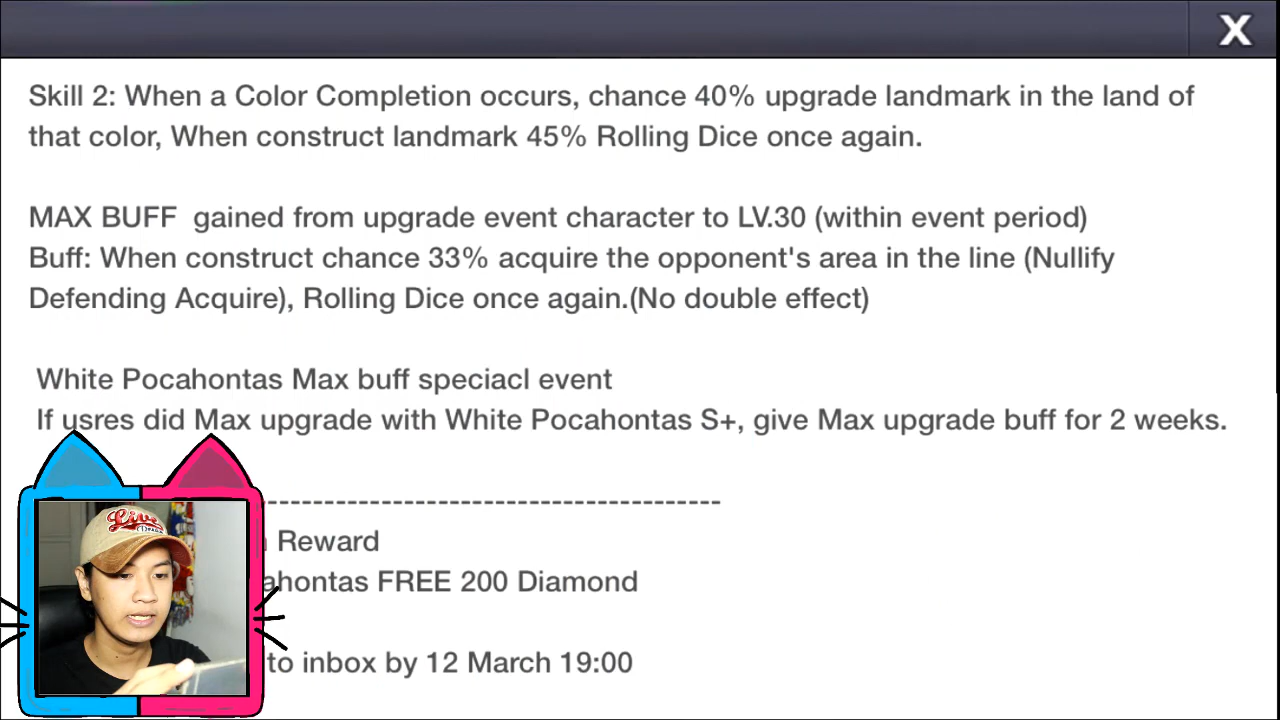 X
Skill 2: When a Color Completion occurs, chance 40% upgrade landmark in the land of
that color, When construct landmark 45% Rolling Dice once again.
MAX BUFF gained from upgrade event character to LV.30 (within event period)
Buff: When construct chance 33% acquire the opponent's area in the line (Nullify
Defending Acquire), Rolling Dice once again.(No double effect)
White Pocahontas Max buff speciacl event
If usres did Max upgrade with White Pocahontas S+, give Max upgrade buff for 2 weeks.
------------------------------------------
Reward
ahontas FREE 200 Diamond
to inbox by 12 March 19:00
Live